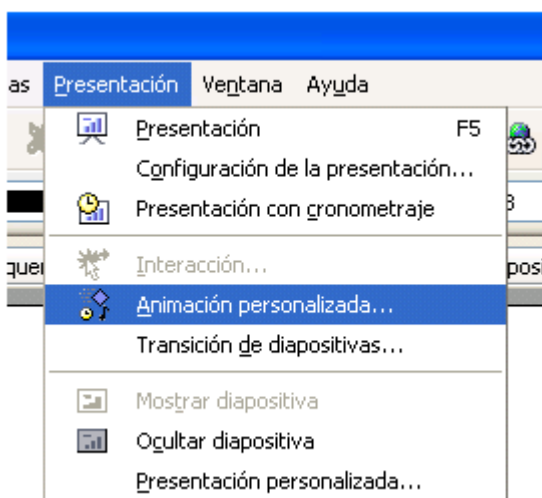 as Presentación Ventana Ayuda
Presentación F5
Configuración de la presentación...
Presentación con cronometraje
Interacción...
Animación personalizada...
Transición de diapositivas...
Mostrar diapositiva
Ocultar diapositiva
Presentación personalizada...